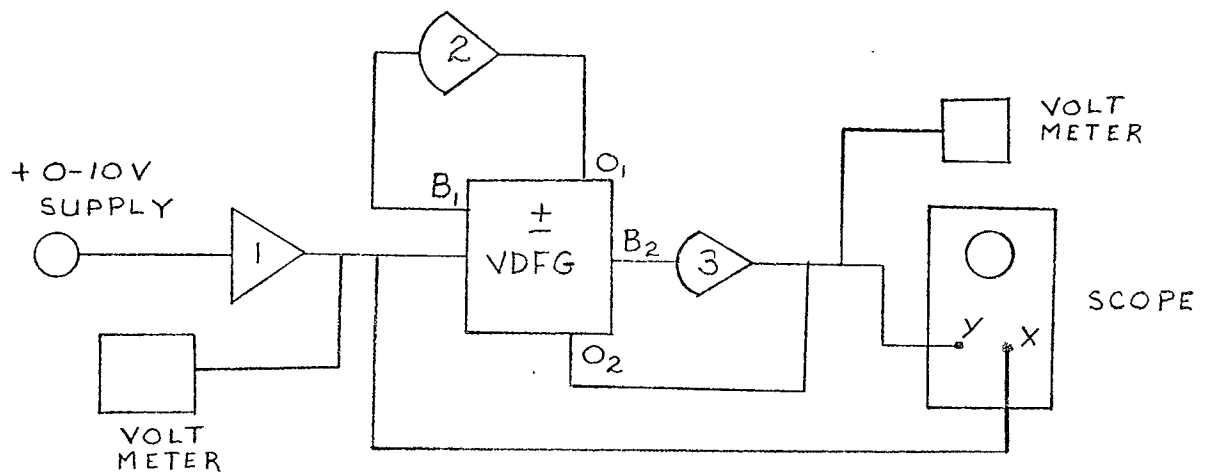 2
VOLT
METER
+ 0-10V
SUPPLY
O₁
B₁
±
VDFG
B₂
1
3
SCOPE
Y
X
O₂
VOLT
METER